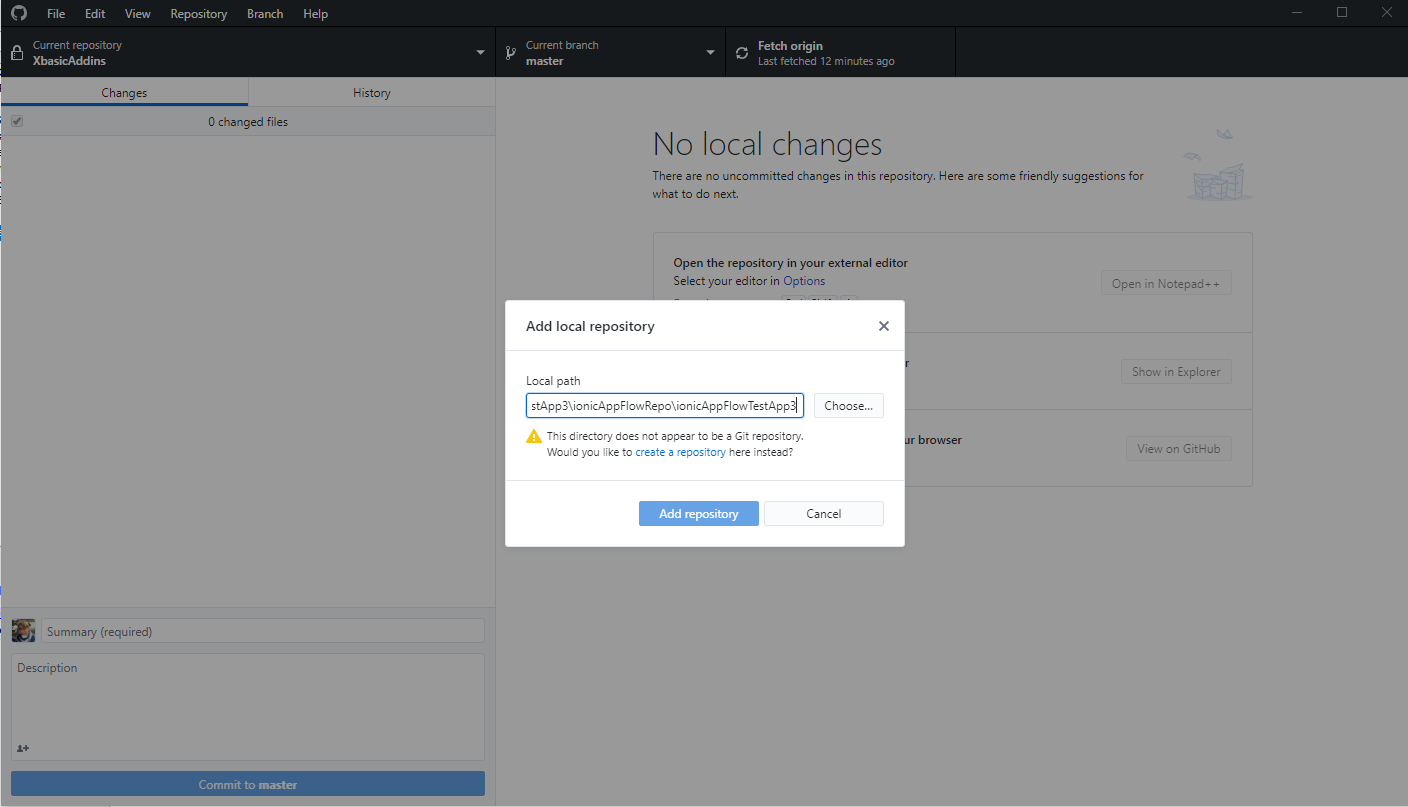 File Edit View Repository Branch Help
Current repository
XbasicAddins
Current branch
master
Fetch origin
Last fetched 12 minutes ago
Changes
History
0 changed files
No local changes
There are no uncommitted changes in this repository. Here are some friendly suggestions for
what to do next.
Open the repository in your external editor
Select your editor in Options
Open in Notepad++
Show in Explorer
ur browser
View on GitHub
Add local repository
Local path
stApp3\ionicAppFlowRepo\ionicAppFlowTestApp3
Choose...
This directory does not appear to be a Git repository.
Would you like to create a repository here instead?
Add repository
Cancel
Summary (required)
Description
Commit to master